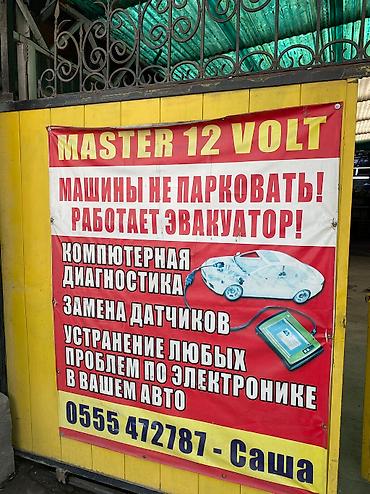 MASTER 12 VOLT
МАШИНЫ НЕ ПАРКОВАТЬ!
РАБОТАЕТ ЭВАКУАТОР!
КОМПЮТЕРНАЯ
ДИАГНОСТИКА
ЗАМЕНА ДАТЧИКОВ
УСТРАНЕНИЕ ЛЮБЫХ
ПРОБЛЕМ ПО ЭЛЕКТРОНИКЕ
В ВАШЕМ АВТО
0555 472787 - Саша